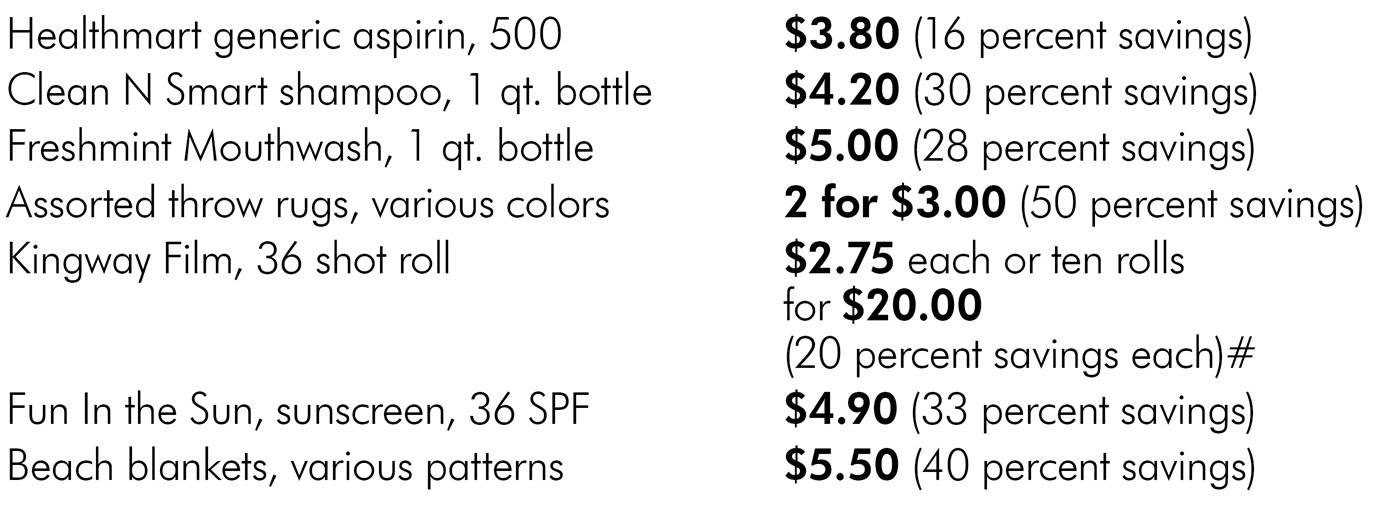 Healthmart generic aspirin, 500 $3.80 (16 percent savings)
Clean N Smart shampoo, 1 qt. bottle $4.20 (30 percent savings)
Freshmint Mouthwash, 1 qt. bottle $5.00 (28 percent savings)
Assorted throw rugs, various colors 2 for $3.00 (50 percent savings)
Kingway Film, 36 shot roll $2.75 each or ten rolls
for $20.00
(20 percent savings each)#
Fun In the Sun, sunscreen, 36 SPF $4.90 (33 percent savings)
Beach blankets, various patterns $5.50 (40 percent savings)